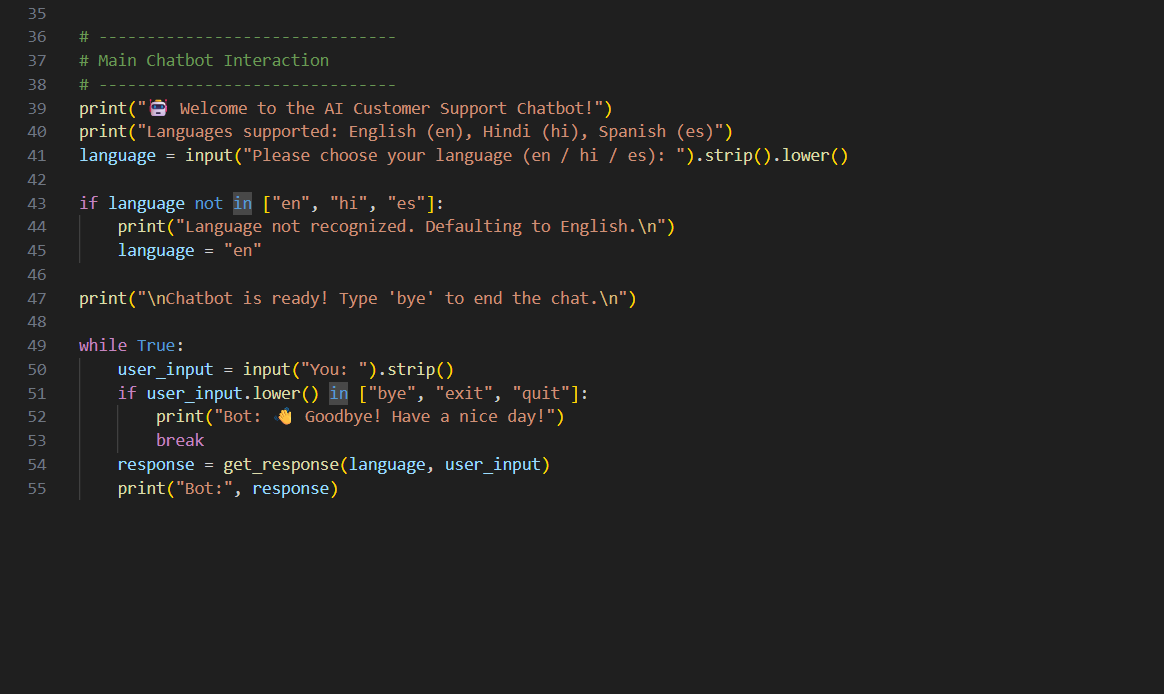 35
36 # -------------------------------
37 # Main Chatbot Interaction
38 # -------------------------------
39 print("🤖 Welcome to the AI Customer Support Chatbot!")
40 print("Languages supported: English (en), Hindi (hi), Spanish (es)")
41 language = input("Please choose your language (en / hi / es): ").strip().lower()
42
43 if language not in ["en", "hi", "es"]:
44     print("Language not recognized. Defaulting to English.\n")
45     language = "en"
46
47 print("\nChatbot is ready! Type 'bye' to end the chat.\n")
48
49 while True:
50     user_input = input("You: ").strip()
51     if user_input.lower() in ["bye", "exit", "quit"]:
52         print("Bot: 👋 Goodbye! Have a nice day!")
53         break
54     response = get_response(language, user_input)
55     print("Bot:", response)